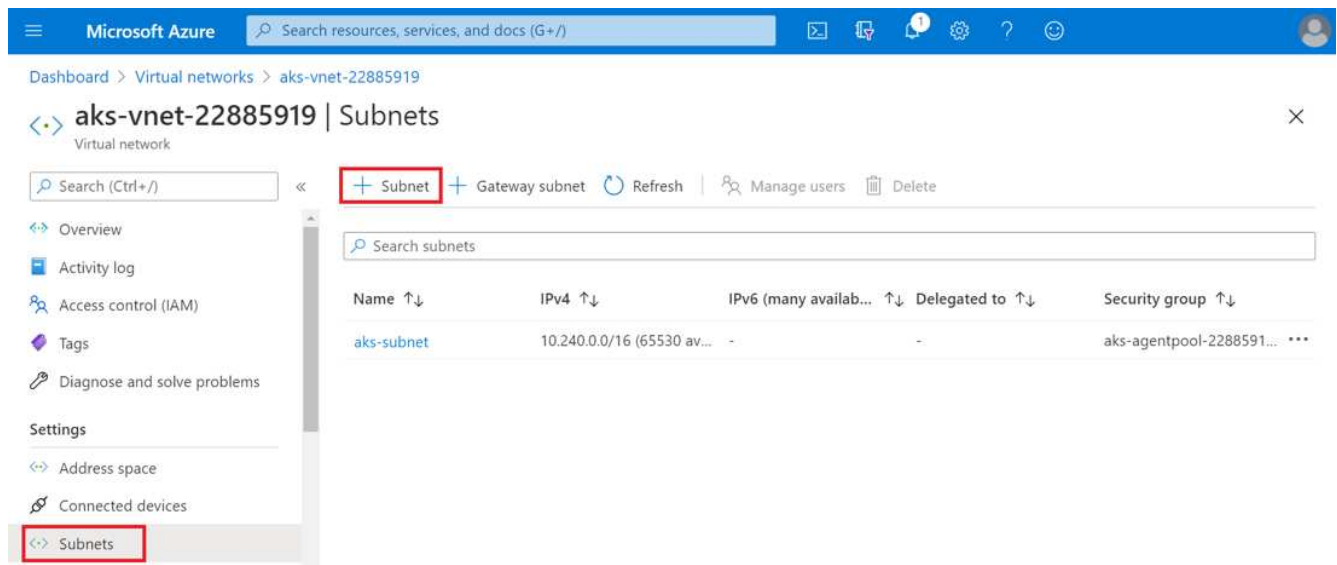 Microsoft Azure
Search resources, services, and docs (G+/)
1
Dashboard > Virtual networks > aks-vnet-22885919
aks-vnet-22885919 | Subnets
Virtual network
Search (Ctrl+/)
«
+ Subnet
+ Gateway subnet
Refresh
Manage users
Delete
Overview
Activity log
Access control (IAM)
Tags
Diagnose and solve problems
Settings
Address space
Connected devices
Subnets
Search subnets
Name ↑↓ IPv4 ↑↓ IPv6 (many availab... ↑↓ Delegated to ↑↓ Security group ↑↓
aks-subnet 10.240.0.0/16 (65530 av... - - aks-agentpool-2288591... •••